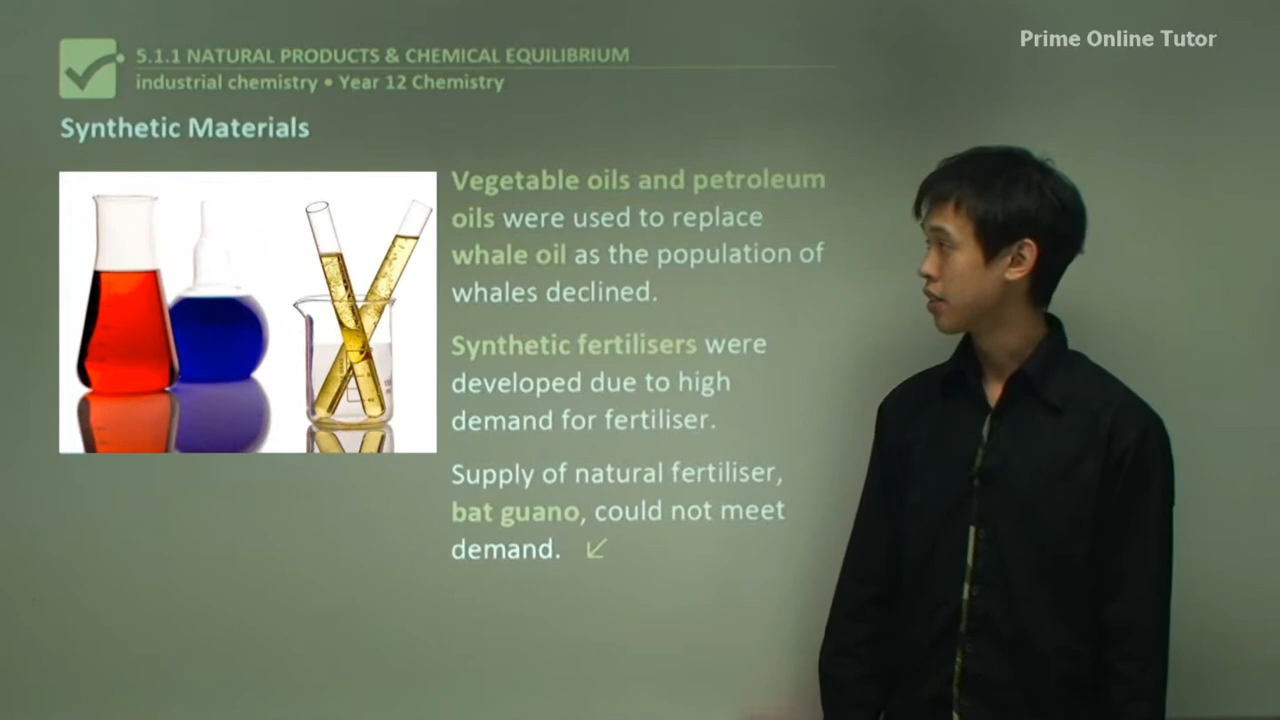 Prime Online Tutor
5.1.1 NATURAL PRODUCTS & CHEMICAL EQUILIBRIUM
industrial chemistry • Year 12 Chemistry
Synthetic Materials
Vegetable oils and petroleum
oils were used to replace
whale oil as the population of
whales declined.
Synthetic fertilisers were
developed due to high
demand for fertiliser.
Supply of natural fertiliser,
bat guano, could not meet
demand. ↙